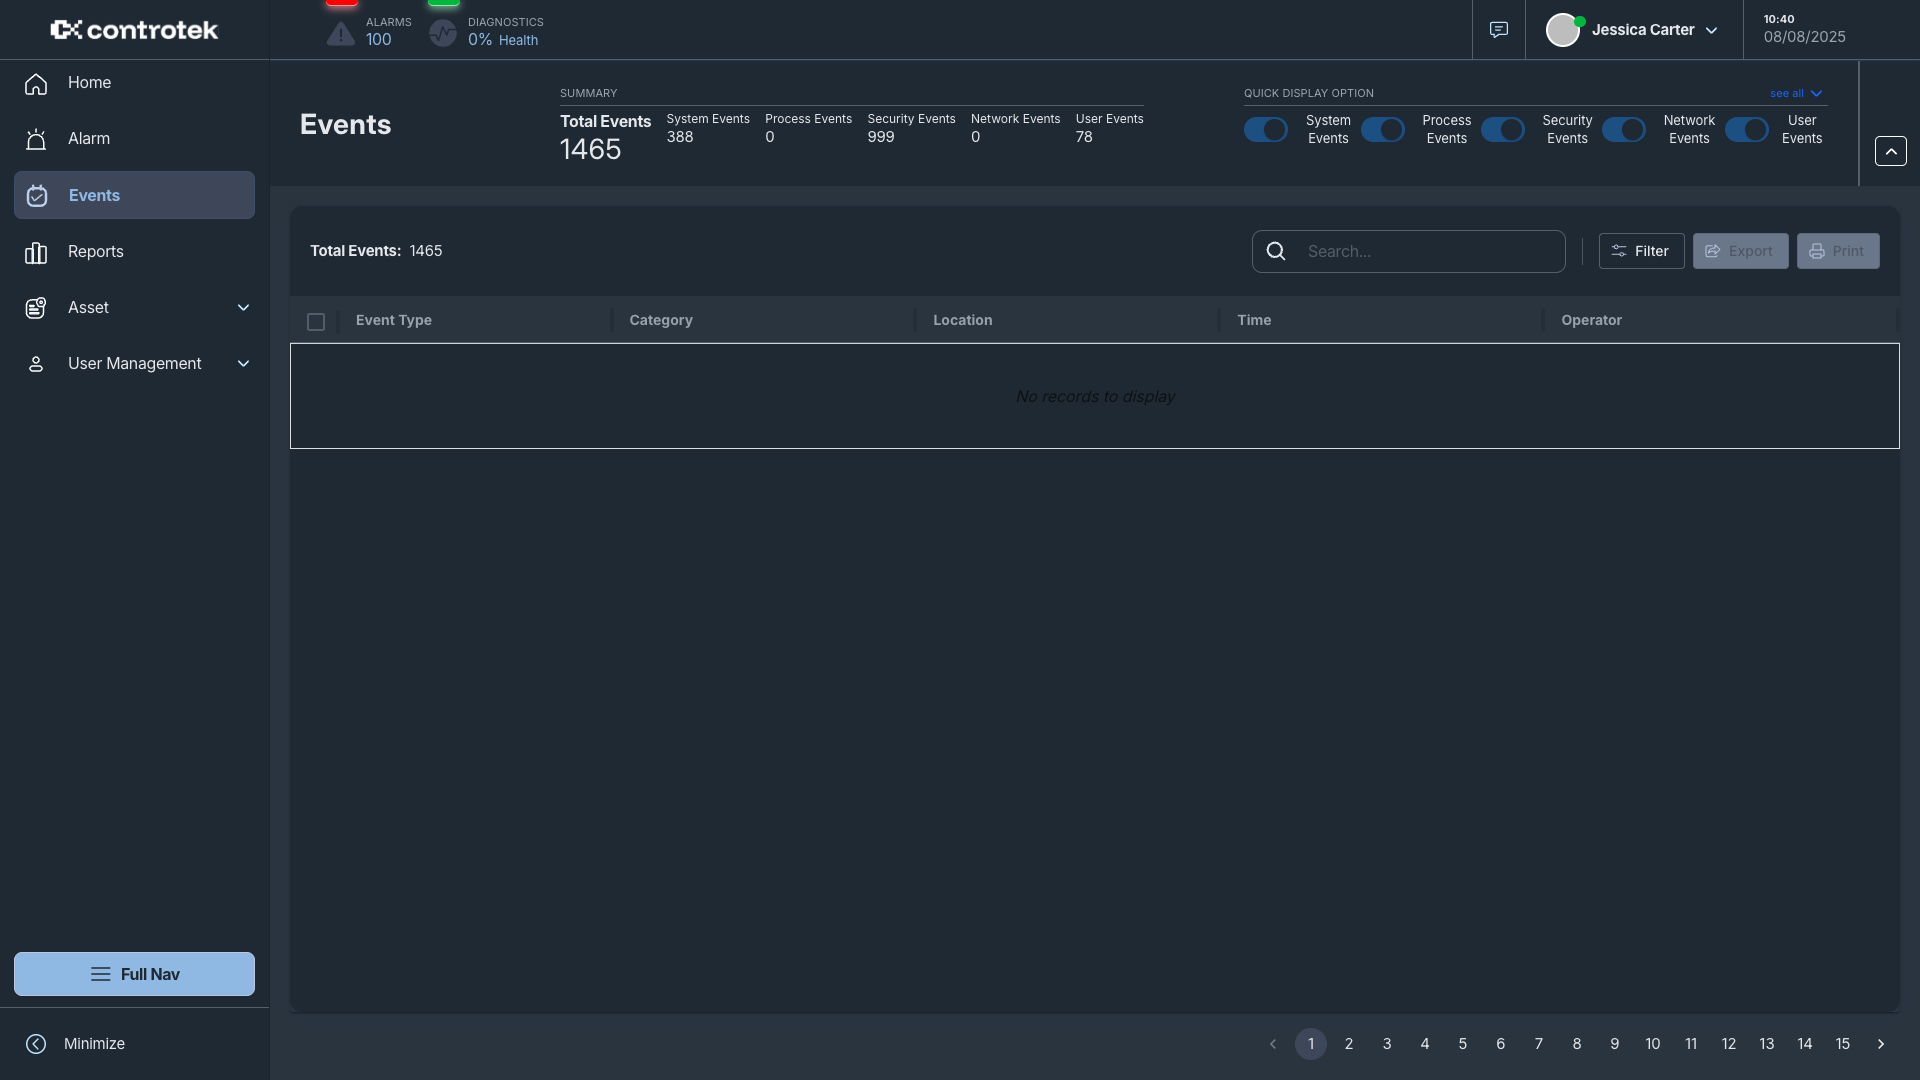 controtek
ALARMS
100
DIAGNOSTICS
0% Health
Jessica Carter
10:40
08/08/2025
Home
Alarm
Events
Reports
Asset
User Management
Full Nav
Minimize
Events
SUMMARY
Total Events
1465
System Events
388
Process Events
0
Security Events
999
Network Events
0
User Events
78
QUICK DISPLAY OPTION
see all
System
Events
Process
Events
Security
Events
Network
Events
User
Events
Total Events: 1465
Search...
Filter
Export
Print
Event Type Category Location Time Operator
No records to display
1 2 3 4 5 6 7 8 9 10 11 12 13 14 15